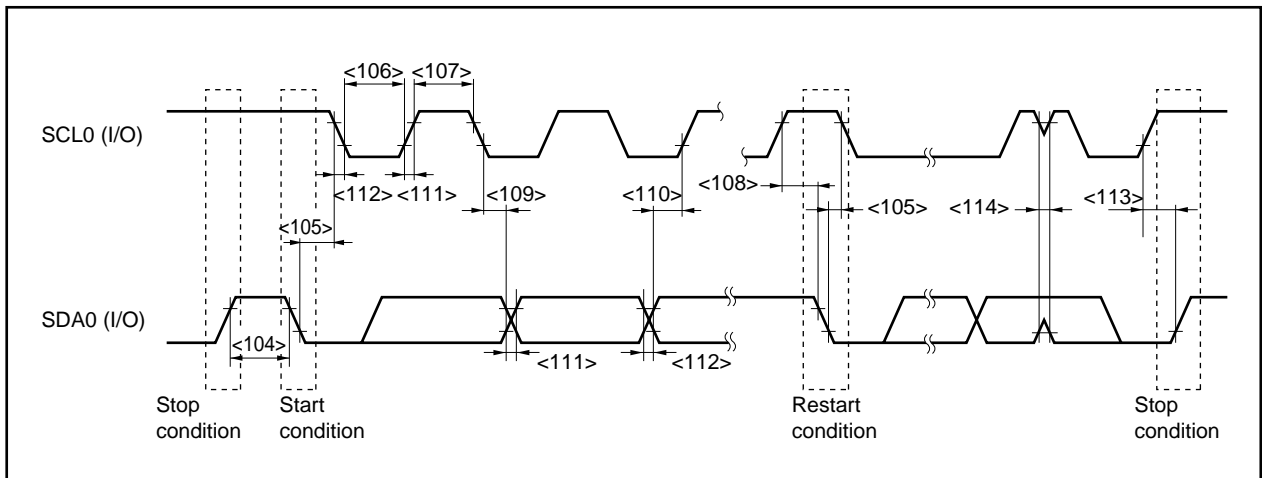 <106> <107>
SCL0 (I/O)
<112> <111> <109> <110> <108> <105> <114> <113>
<105>
SDA0 (I/O)
<104> <111> <112>
Stop condition
Start condition
Restart condition
Stop condition